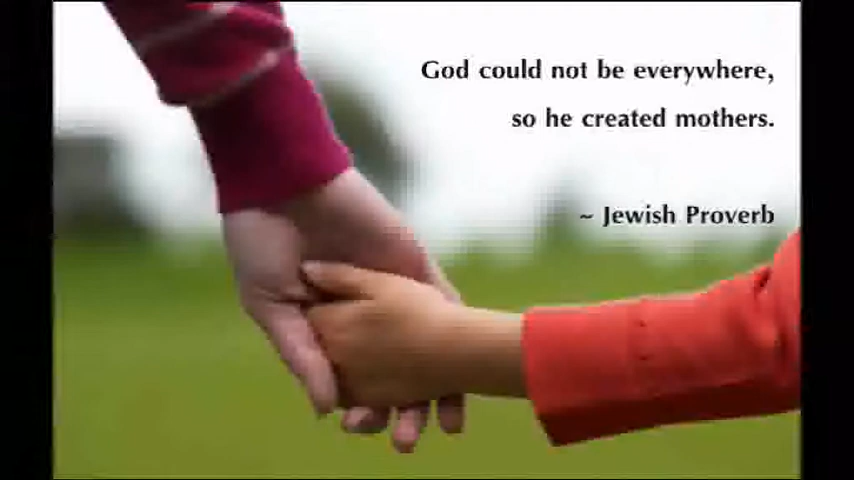 God could not be everywhere,
so he created mothers.
~ Jewish Proverb